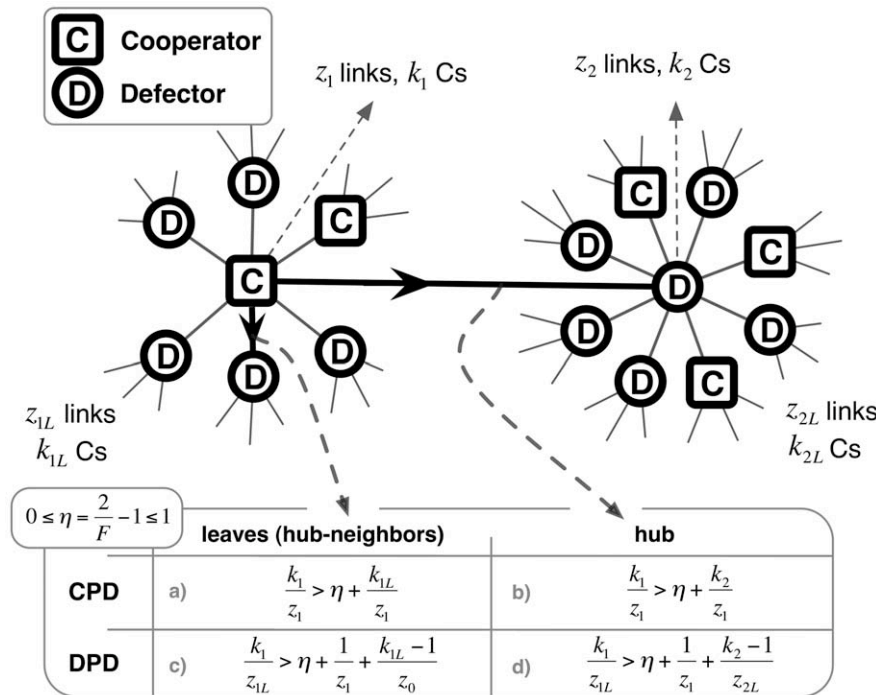 C Cooperator
D Defector
z₁ links, k₁ Cs
z₂ links, k₂ Cs
D
D
C
C
D
D
D
D
C
D
C
D
D
D
D
D
C
z₁L links
k₁L Cs
z₂L links
k₂L Cs
0 ≤ η = 2/F − 1 ≤ 1
leaves (hub-neighbors) hub
CPD a) k₁/z₁ > η + k₁L/z₁ b) k₁/z₁ > η + k₂/z₁
DPD c) k₁/z₁L > η + 1/z₁ + (k₁L − 1)/z₀ d) k₁/z₁L > η + 1/z₁ + (k₂ − 1)/z₂L